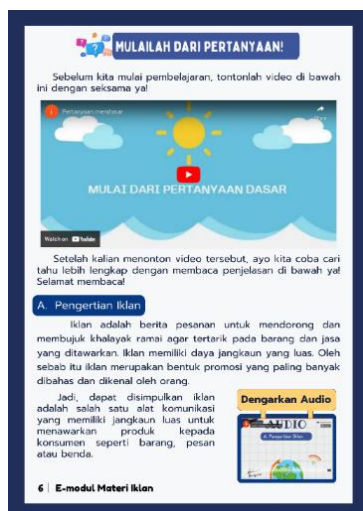 MULAILAH DARI PERTANYAAN!
Sebelum kita mulai pembelajaran, tontonlah video di bawah
ini dengan seksama ya!
Pertanyaan mendasar
Share
MULAI DARI PERTANYAAN DASAR
Watch on YouTube
Setelah kalian menonton video tersebut, ayo kita coba cari
tahu lebih lengkap dengan membaca penjelasan di bawah ya!
Selamat membaca!
A. Pengertian Iklan
Iklan adalah berita pesanan untuk mendorong dan
membujuk khalayak ramai agar tertarik pada barang dan jasa
yang ditawarkan. Iklan memiliki daya jangkaun yang luas. Oleh
sebab itu iklan merupakan bentuk promosi yang paling banyak
dibahas dan dikenal oleh orang.
Jadi, dapat disimpulkan iklan
adalah salah satu alat komunikasi
yang memiliki jangkaun luas untuk
menawarkan produk kepada
konsumen seperti barang, pesan
atau benda.
Dengarkan Audio
AUDIO
A. Pengertian Iklan
6 E-modul Materi Iklan